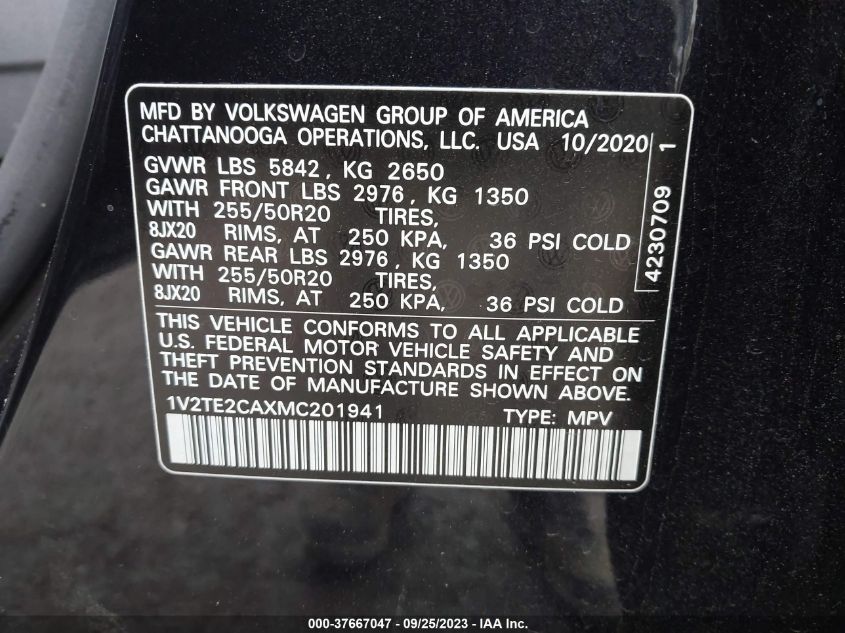 MFD BY VOLKSWAGEN GROUP OF AMERICA
CHATTANOOGA OPERATIONS, LLC. USA 10/2020
GVWR LBS 5842, KG 2650
GAWR FRONT LBS 2976, KG 1350
WITH 255/50R20 TIRES,
8JX20 RIMS, AT 250 KPA, 36 PSI COLD
GAWR REAR LBS 2976, KG 1350
WITH 255/50R20 TIRES,
8JX20 RIMS, AT 250 KPA, 36 PSI COLD
4230709 1
THIS VEHICLE CONFORMS TO ALL APPLICABLE
U.S. FEDERAL MOTOR VEHICLE SAFETY AND
THEFT PREVENTION STANDARDS IN EFFECT ON
THE DATE OF MANUFACTURE SHOWN ABOVE.
1V2TE2CAXMC201941 TYPE: MPV
000-37667047 - 09/25/2023 - IAA Inc.